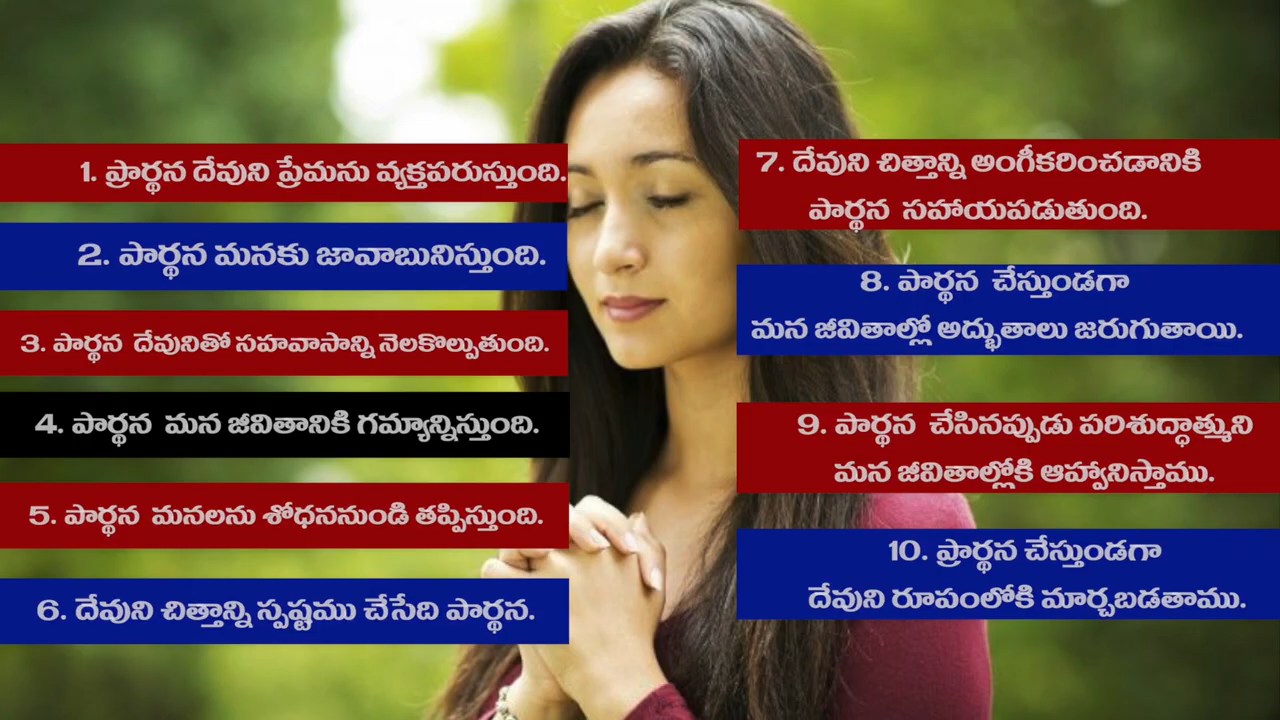 1. ప్రార్థన దేవుని ప్రేమను వ్యక్తపరుస్తుంది.
2. పార్థన మనకు జావాబునిస్తుంది.
3. పార్థన దేవునితో సహవాసాన్ని నెలకొల్పుతుంది.
4. పార్థన మన జీవితానికి గమ్యాన్నిస్తుంది.
5. పార్థన మనలను శోధననుండి తప్పిస్తుంది.
6. దేవుని చిత్తాన్ని స్పష్టము చేసేది పార్థన.
7. దేవుని చిత్తాన్ని అంగీకరించడానికి
పార్థన సహాయపడుతుంది.
8. పార్థన చేస్తుండగా
మన జీవితాల్లో అద్భుతాలు జరుగుతాయి.
9. పార్థన చేసినప్పుడు పరిశుద్ధాత్ముని
మన జీవితాల్లోకి ఆహ్వానిస్తాము.
10. ప్రార్థన చేస్తుండగా
దేవుని రూపంలోకి మార్చబడతాము.